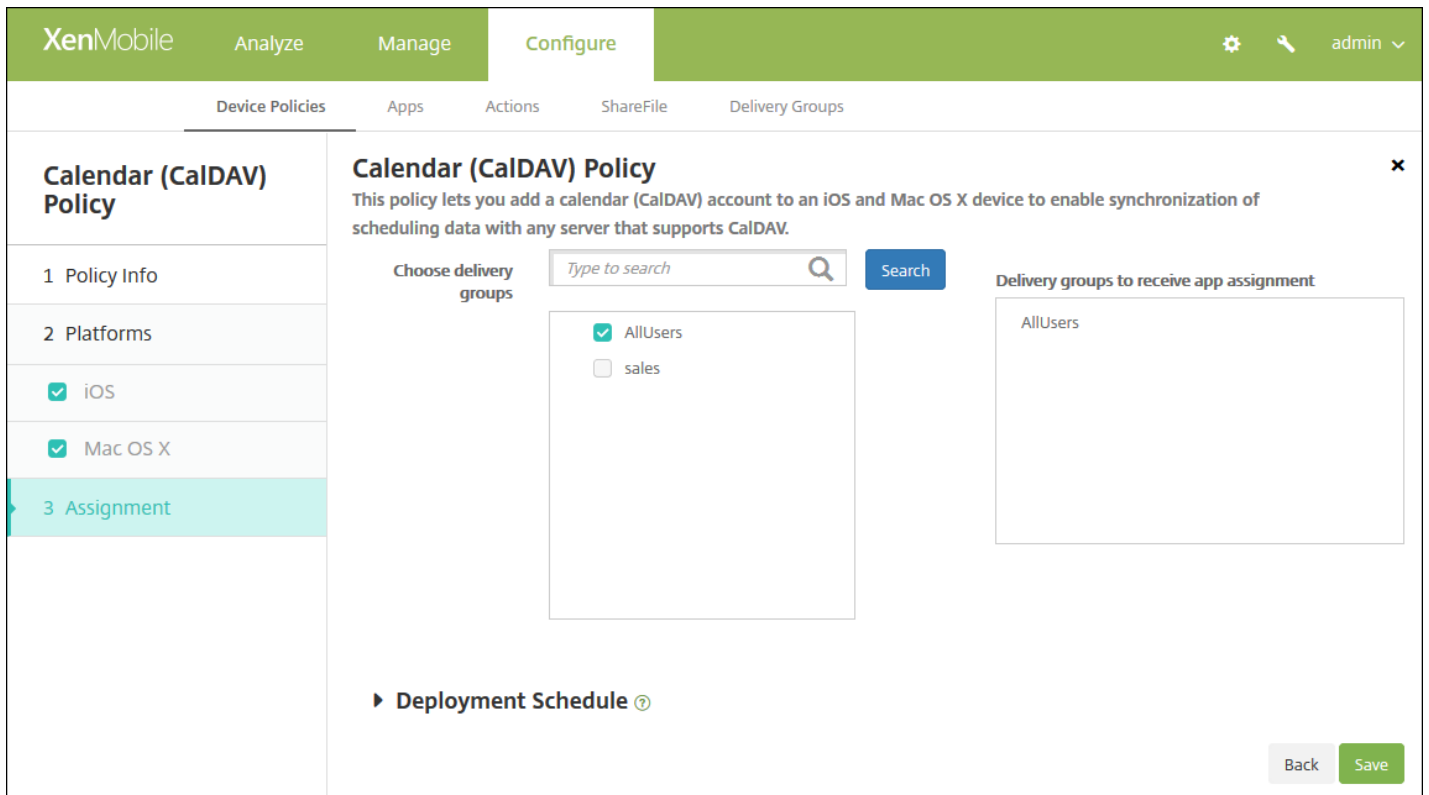 XenMobile Analyze Manage Configure admin
Device Policies Apps Actions ShareFile Delivery Groups
Calendar (CalDAV)
Policy
1 Policy Info
2 Platforms
iOS
Mac OS X
3 Assignment
Calendar (CalDAV) Policy
This policy lets you add a calendar (CalDAV) account to an iOS and Mac OS X device to enable synchronization of
scheduling data with any server that supports CalDAV.
Choose delivery
groups
Type to search
Search
AllUsers
sales
Delivery groups to receive app assignment
AllUsers
Deployment Schedule ?
Back Save